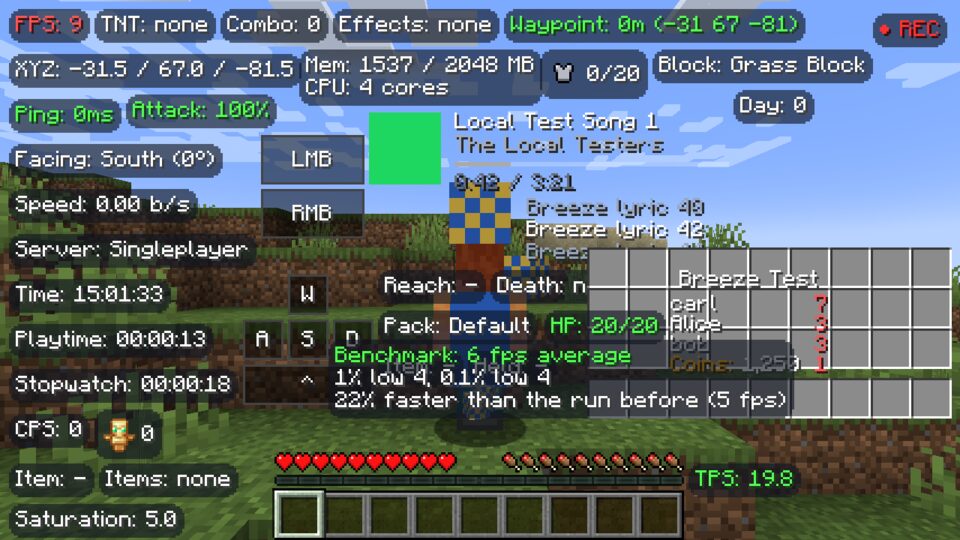 FPS: 9
TNT: none
Combo: 0
Effects: none
Waypoint: 0m (-31 67 -81)
REC
XYZ: -31.5 / 67.0 / -81.5
Mem: 1537 / 2048 MB
CPU: 4 cores
0/20
Block: Grass Block
Ping: 0ms
Attack: 100%
Day: 0
Local Test Song 1
The Local Testers
0:42 / 3:21
Facing: South (0°)
LMB
RMB
Speed: 0.00 b/s
Breeze lyric 40
Breeze lyric 42
Breeze
Server: Singleplayer
Reach: -
Death: n
Breeze Test
Time: 15:01:33
W
carl 7
Alice 3
bob 3
Coins: 1,250 1
Playtime: 00:00:13
A
S
D
Pack: Default
HP: 20/20
Benchmark: 6 fps average
1% low 4, 0.1% low 4
22% faster than the run before (5 fps)
Stopwatch: 00:00:18
^
CPS: 0
0
Item: -
Items: none
TPS: 19.8
Saturation: 5.0